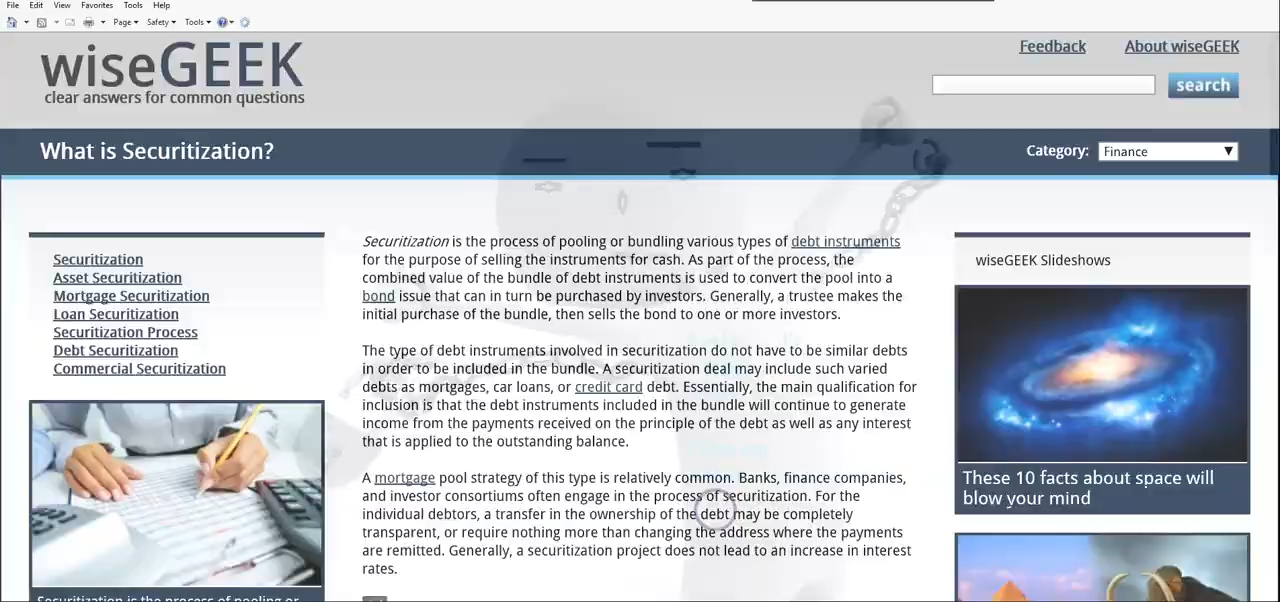 File Edit View Favorites Tools Help
Page Safety Tools
wiseGEEK
clear answers for common questions
Feedback About wiseGEEK
search
What is Securitization?
Category: Finance
Securitization
Asset Securitization
Mortgage Securitization
Loan Securitization
Securitization Process
Debt Securitization
Commercial Securitization
Securitization is the process of pooling or
Securitization is the process of pooling or bundling various types of debt instruments
for the purpose of selling the instruments for cash. As part of the process, the
combined value of the bundle of debt instruments is used to convert the pool into a
bond issue that can in turn be purchased by investors. Generally, a trustee makes the
initial purchase of the bundle, then sells the bond to one or more investors.
The type of debt instruments involved in securitization do not have to be similar debts
in order to be included in the bundle. A securitization deal may include such varied
debts as mortgages, car loans, or credit card debt. Essentially, the main qualification for
inclusion is that the debt instruments included in the bundle will continue to generate
income from the payments received on the principle of the debt as well as any interest
that is applied to the outstanding balance.
A mortgage pool strategy of this type is relatively common. Banks, finance companies,
and investor consortiums often engage in the process of securitization. For the
individual debtors, a transfer in the ownership of the debt may be completely
transparent, or require nothing more than changing the address where the payments
are remitted. Generally, a securitization project does not lead to an increase in interest
rates.
wiseGEEK Slideshows
These 10 facts about space will
blow your mind